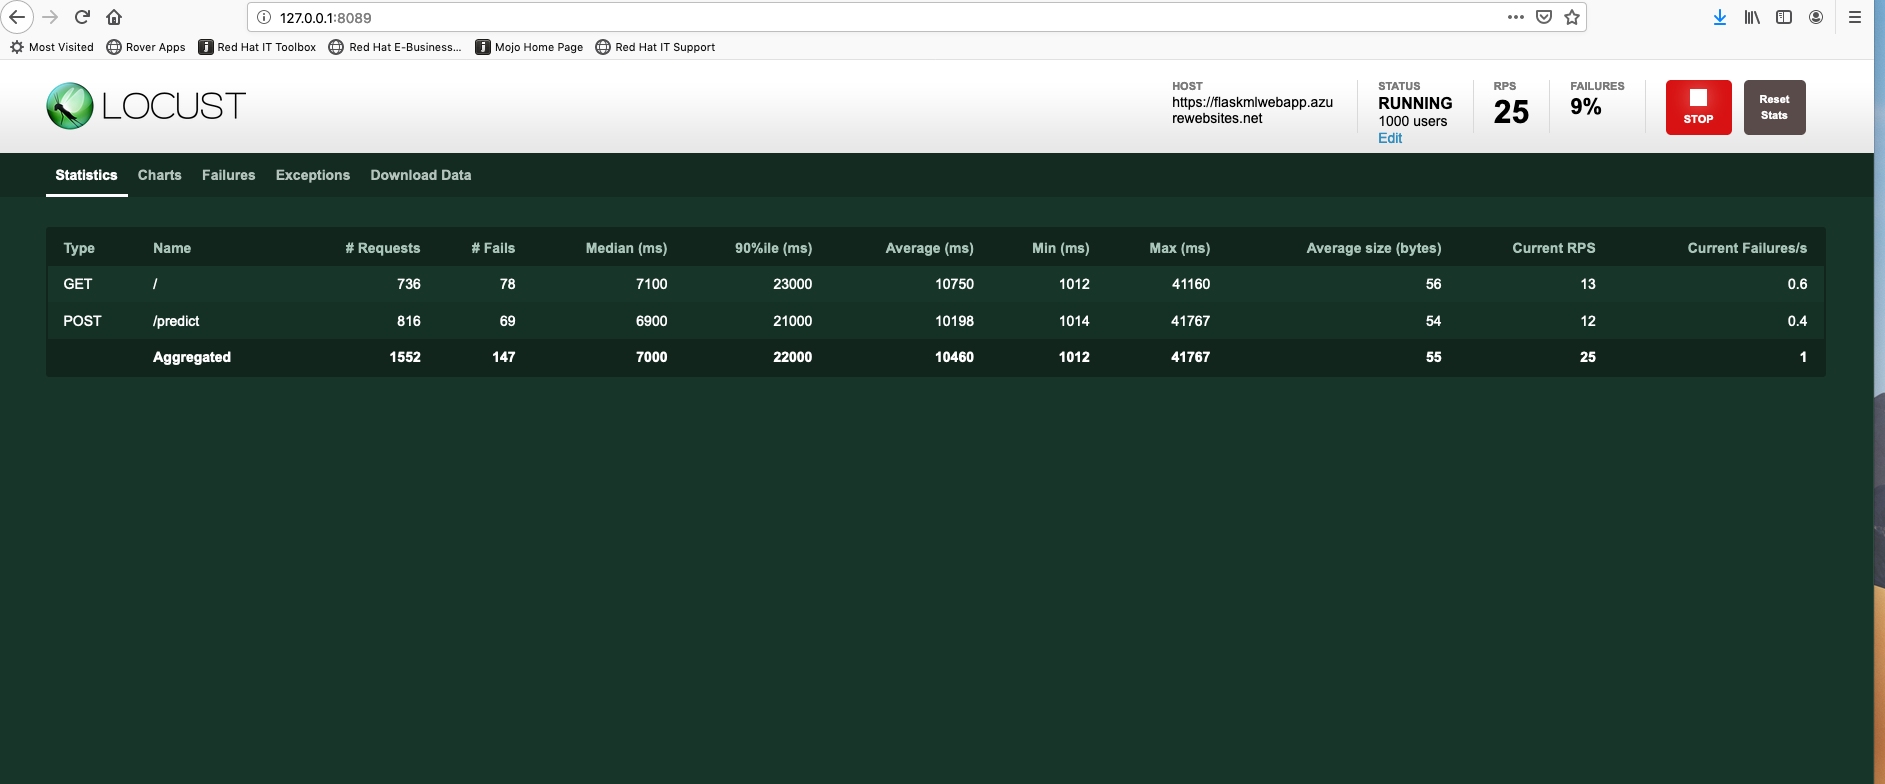 127.0.0.1:8089
Most Visited Rover Apps Red Hat IT Toolbox Red Hat E-Business... Mojo Home Page Red Hat IT Support
LOCUST
HOST
https://flaskmlwebapp.azu
rewebsites.net
STATUS
RUNNING
1000 users
Edit
RPS
25
FAILURES
9%
STOP
Reset
Stats
Statistics Charts Failures Exceptions Download Data
Type Name # Requests # Fails Median (ms) 90%ile (ms) Average (ms) Min (ms) Max (ms) Average size (bytes) Current RPS Current Failures/s
GET / 736 78 7100 23000 10750 1012 41160 56 13 0.6
POST /predict 816 69 6900 21000 10198 1014 41767 54 12 0.4
Aggregated 1552 147 7000 22000 10460 1012 41767 55 25 1